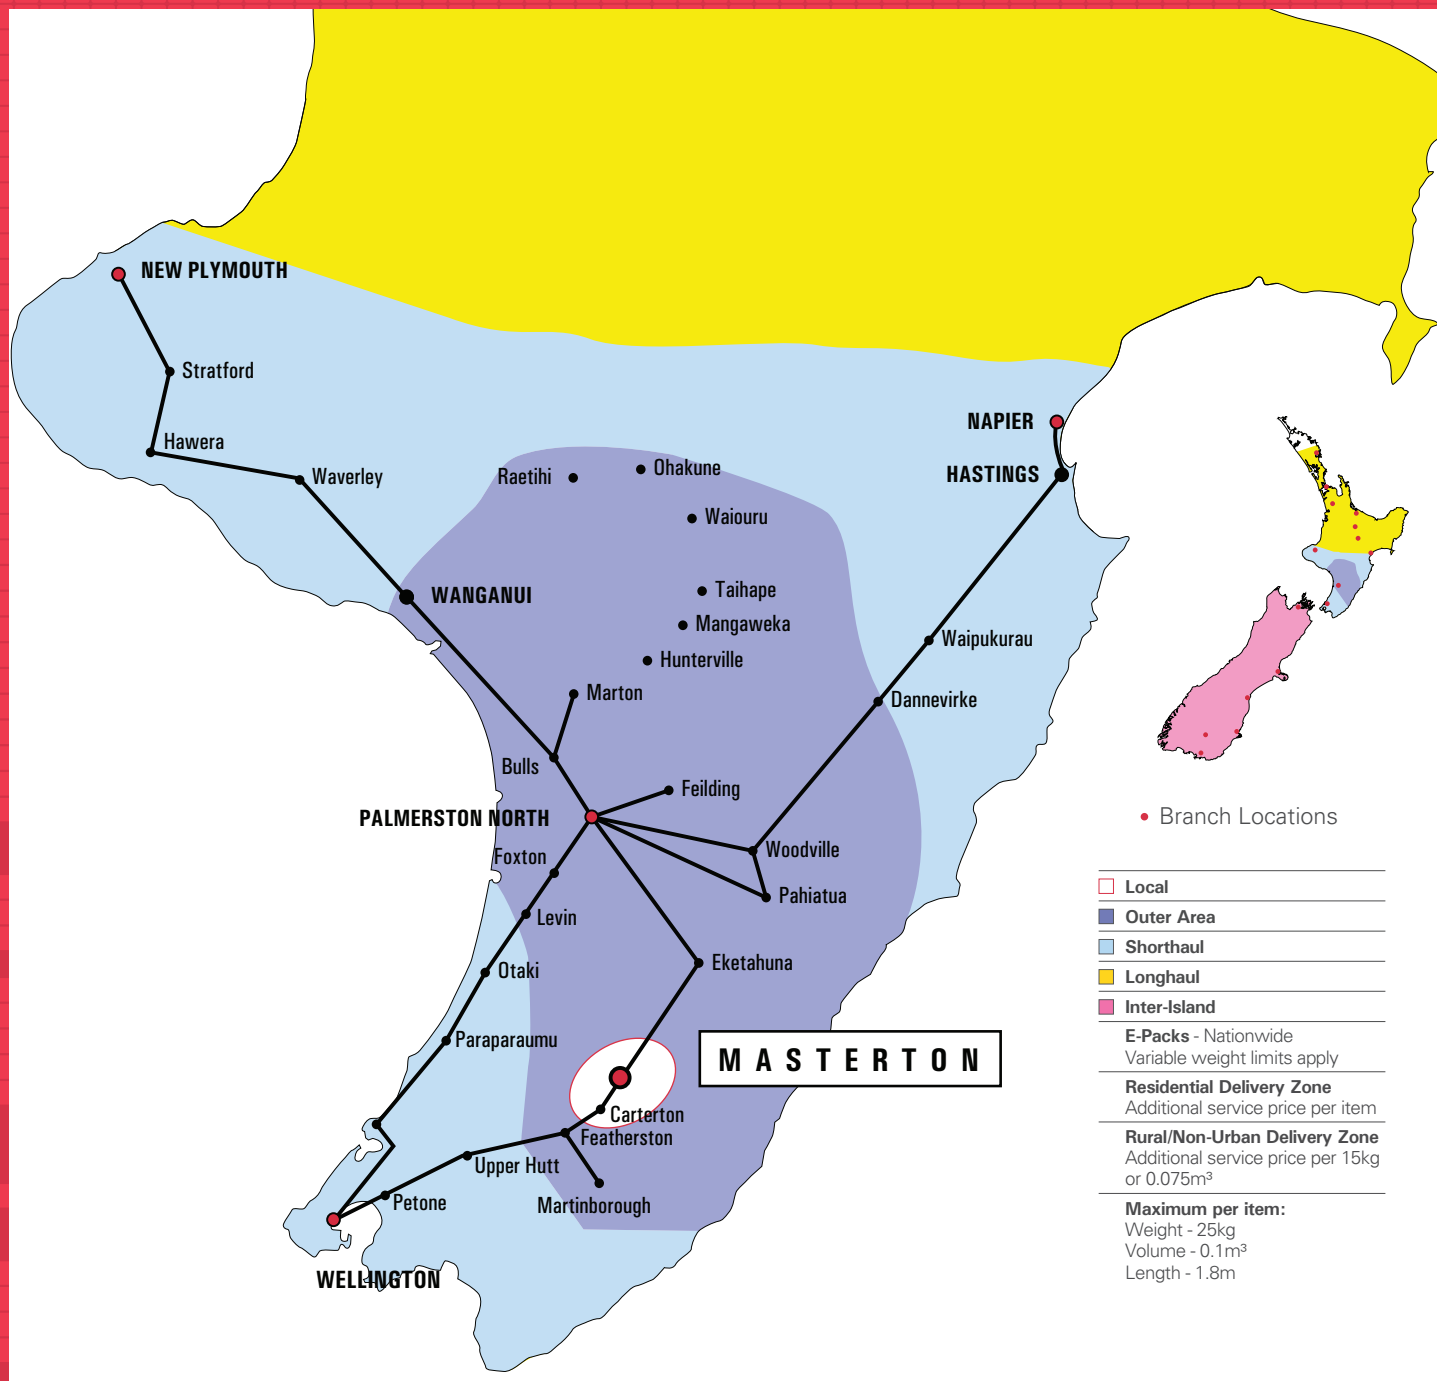 NEW PLYMOUTH
Stratford
Hawera
Waverley
NAPIER
HASTINGS
Raetihi
Ohakune
Waiouru
Taihape
Mangaweka
Hunterville
WANGANUI
Marton
Waipukurau
Dannevirke
Bulls
Feilding
PALMERSTON NORTH
Foxton
Woodville
Pahiatua
Levin
Otaki
Eketahuna
Paraparaumu
MASTERTON
Carterton
Featherston
Upper Hutt
Petone
Martinborough
WELLINGTON
Branch Locations
Local
Outer Area
Shorthaul
Longhaul
Inter-Island
E-Packs - Nationwide
Variable weight limits apply
Residential Delivery Zone
Additional service price per item
Rural/Non-Urban Delivery Zone
Additional service price per 15kg
or 0.075m³
Maximum per item:
Weight - 25kg
Volume - 0.1m³
Length - 1.8m